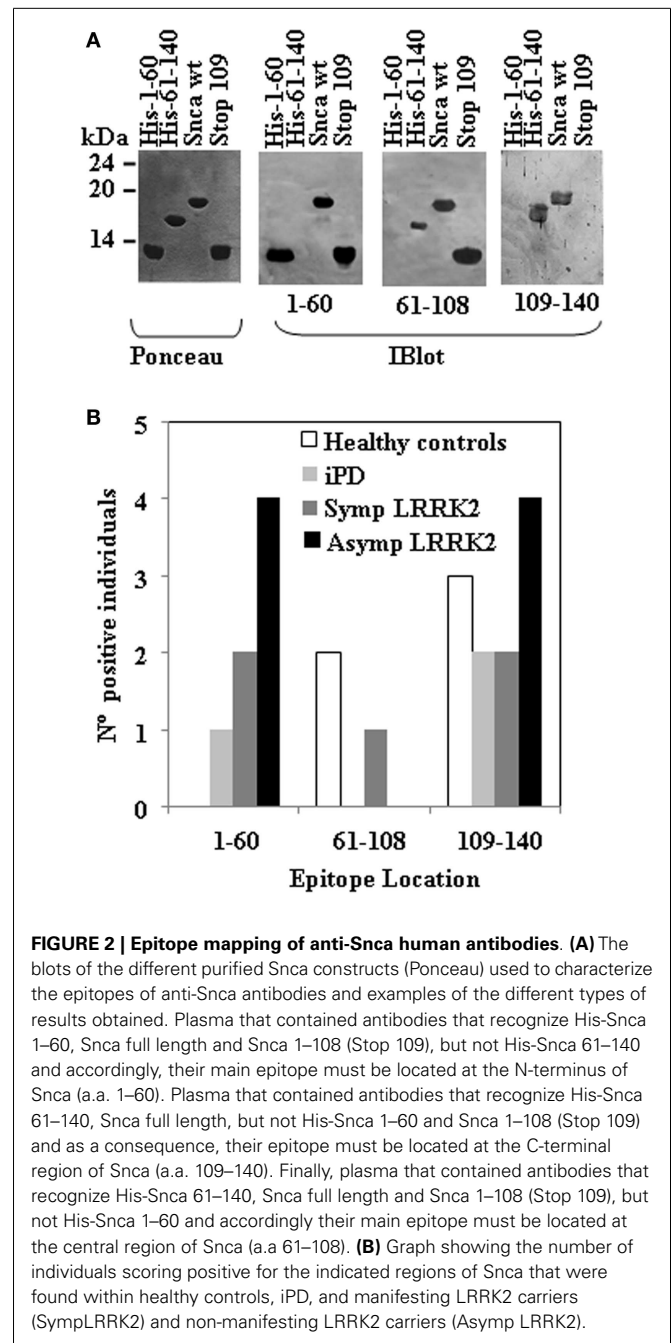 A
His-1-60
His-61-140
Snca wt
Stop 109
His-1-60
His-61-140
Snca wt
Stop 109
His-1-60
His-61-140
Snca wt
Stop 109
His-1-60
His-61-140
Snca wt
Stop 109
kDa
24
20
14
1-60 61-108 109-140
Ponceau IBlot
B
5
4
3
2
1
0
Nº positive individuals
Healthy controls
iPD
Symp LRRK2
Asymp LRRK2
1-60 61-108 109-140
Epitope Location
FIGURE 2 | Epitope mapping of anti-Snca human antibodies. (A) The
blots of the different purified Snca constructs (Ponceau) used to characterize
the epitopes of anti-Snca antibodies and examples of the different types of
results obtained. Plasma that contained antibodies that recognize His-Snca
1–60, Snca full length and Snca 1–108 (Stop 109), but not His-Snca 61–140
and accordingly, their main epitope must be located at the N-terminus of
Snca (a.a. 1–60). Plasma that contained antibodies that recognize His-Snca
61–140, Snca full length, but not His-Snca 1–60 and Snca 1–108 (Stop 109)
and as a consequence, their epitope must be located at the C-terminal
region of Snca (a.a. 109–140). Finally, plasma that contained antibodies that
recognize His-Snca 61–140, Snca full length and Snca 1–108 (Stop 109), but
not His-Snca 1–60 and accordingly their main epitope must be located at
the central region of Snca (a.a 61–108). (B) Graph showing the number of
individuals scoring positive for the indicated regions of Snca that were
found within healthy controls, iPD, and manifesting LRRK2 carriers
(SympLRRK2) and non-manifesting LRRK2 carriers (Asymp LRRK2).